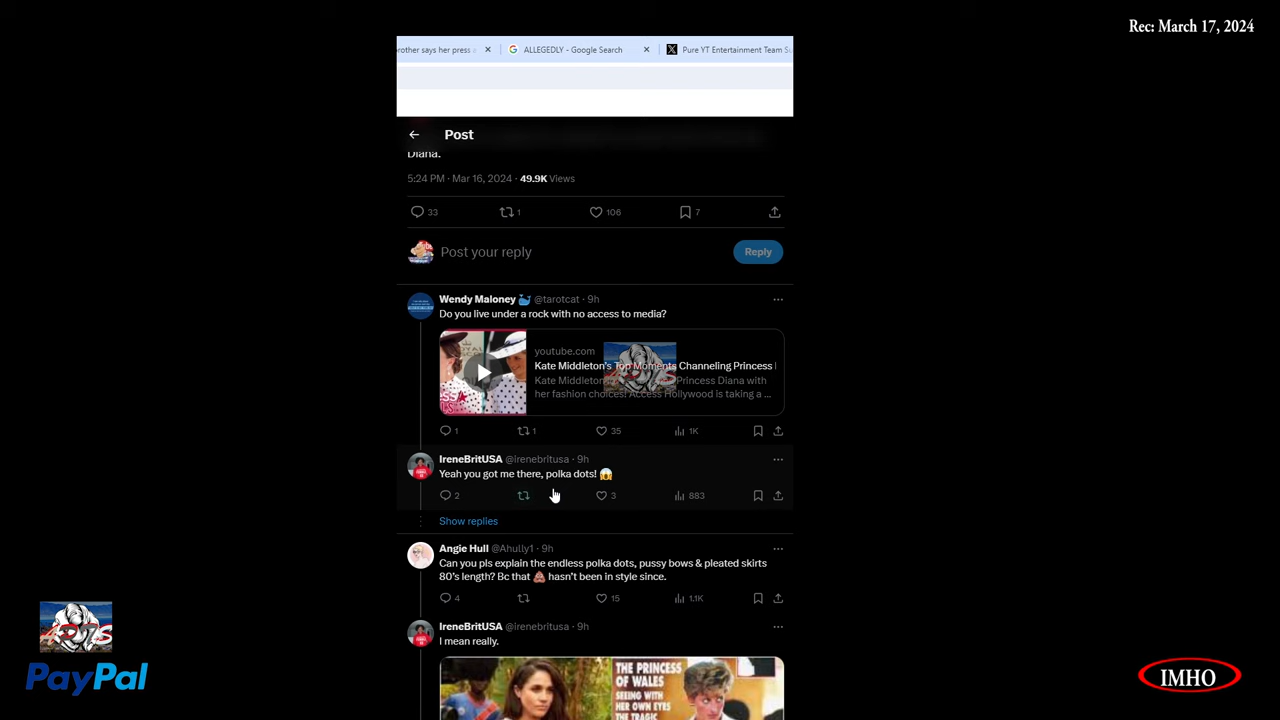 Rec: March 17, 2024
brother says her press
ALLEGEDLY - Google Search
Pure YT Entertainment Team
Post
Diana.
5:24 PM · Mar 16, 2024 · 49.9K Views
33 1 106 7
Post your reply
Reply
Wendy Maloney 🐳 @tarotcat · 9h
Do you live under a rock with no access to media?
youtube.com
Kate Middleton's Top Moments Channeling Princess
Kate Middleton Princess Diana with
her fashion choices! Access Hollywood is taking a ...
1 1 35 1K
IreneBritUSA @irenebritusa · 9h
Yeah you got me there, polka dots! 😱
2 3 883
Show replies
Angie Hull @Ahully1 · 9h
Can you pls explain the endless polka dots, pussy bows & pleated skirts
80's length? Bc that 💩 hasn't been in style since.
4 15 1.1K
IreneBritUSA @irenebritusa · 9h
I mean really.
THE PRINCESS
OF WALES
SEEING WITH
HER OWN EYES
THE TRAGIC
PayPal
IMHO